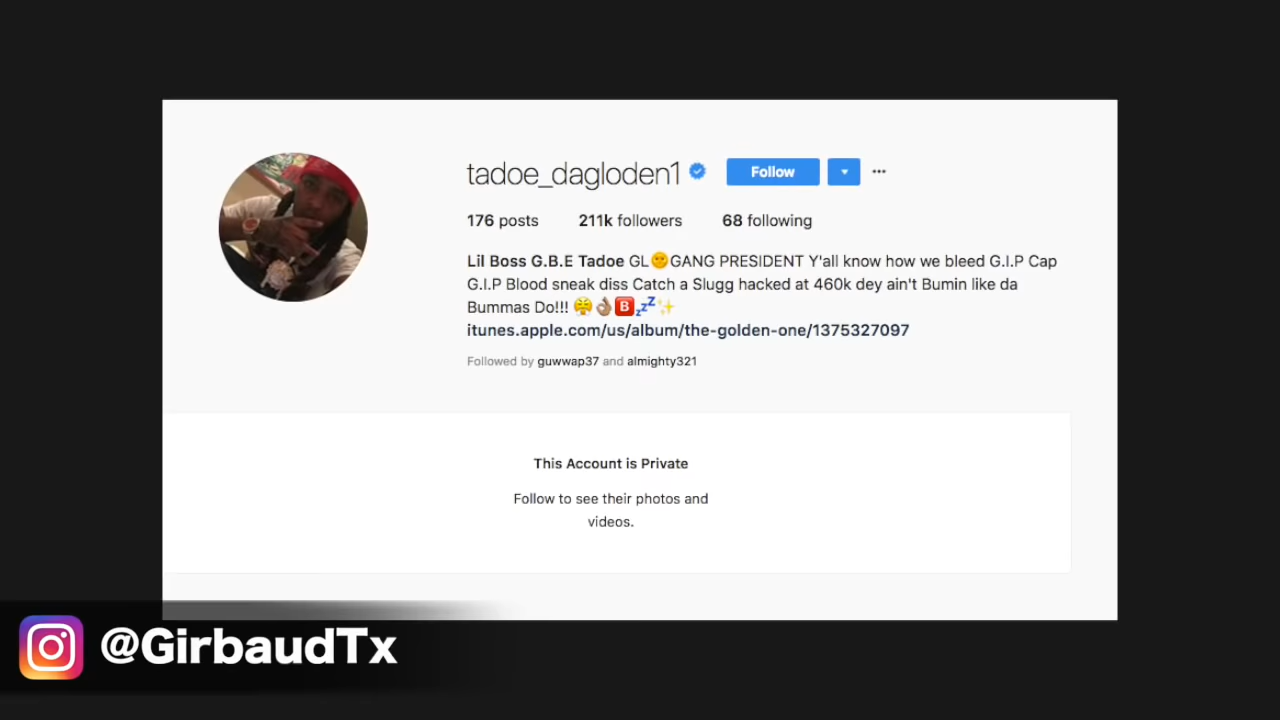 tadoe_dagloden1 Follow
176 posts 211k followers 68 following
Lil Boss G.B.E Tadoe GL🌞GANG PRESIDENT Y'all know how we bleed G.I.P Cap
G.I.P Blood sneak diss Catch a Slugg hacked at 460k dey ain't Bumin like da
Bummas Do!!! 😤👌🏽🅱️💤✨
itunes.apple.com/us/album/the-golden-one/1375327097
Followed by guwwap37 and almighty321
This Account is Private
Follow to see their photos and
videos.
@GirbaudTx